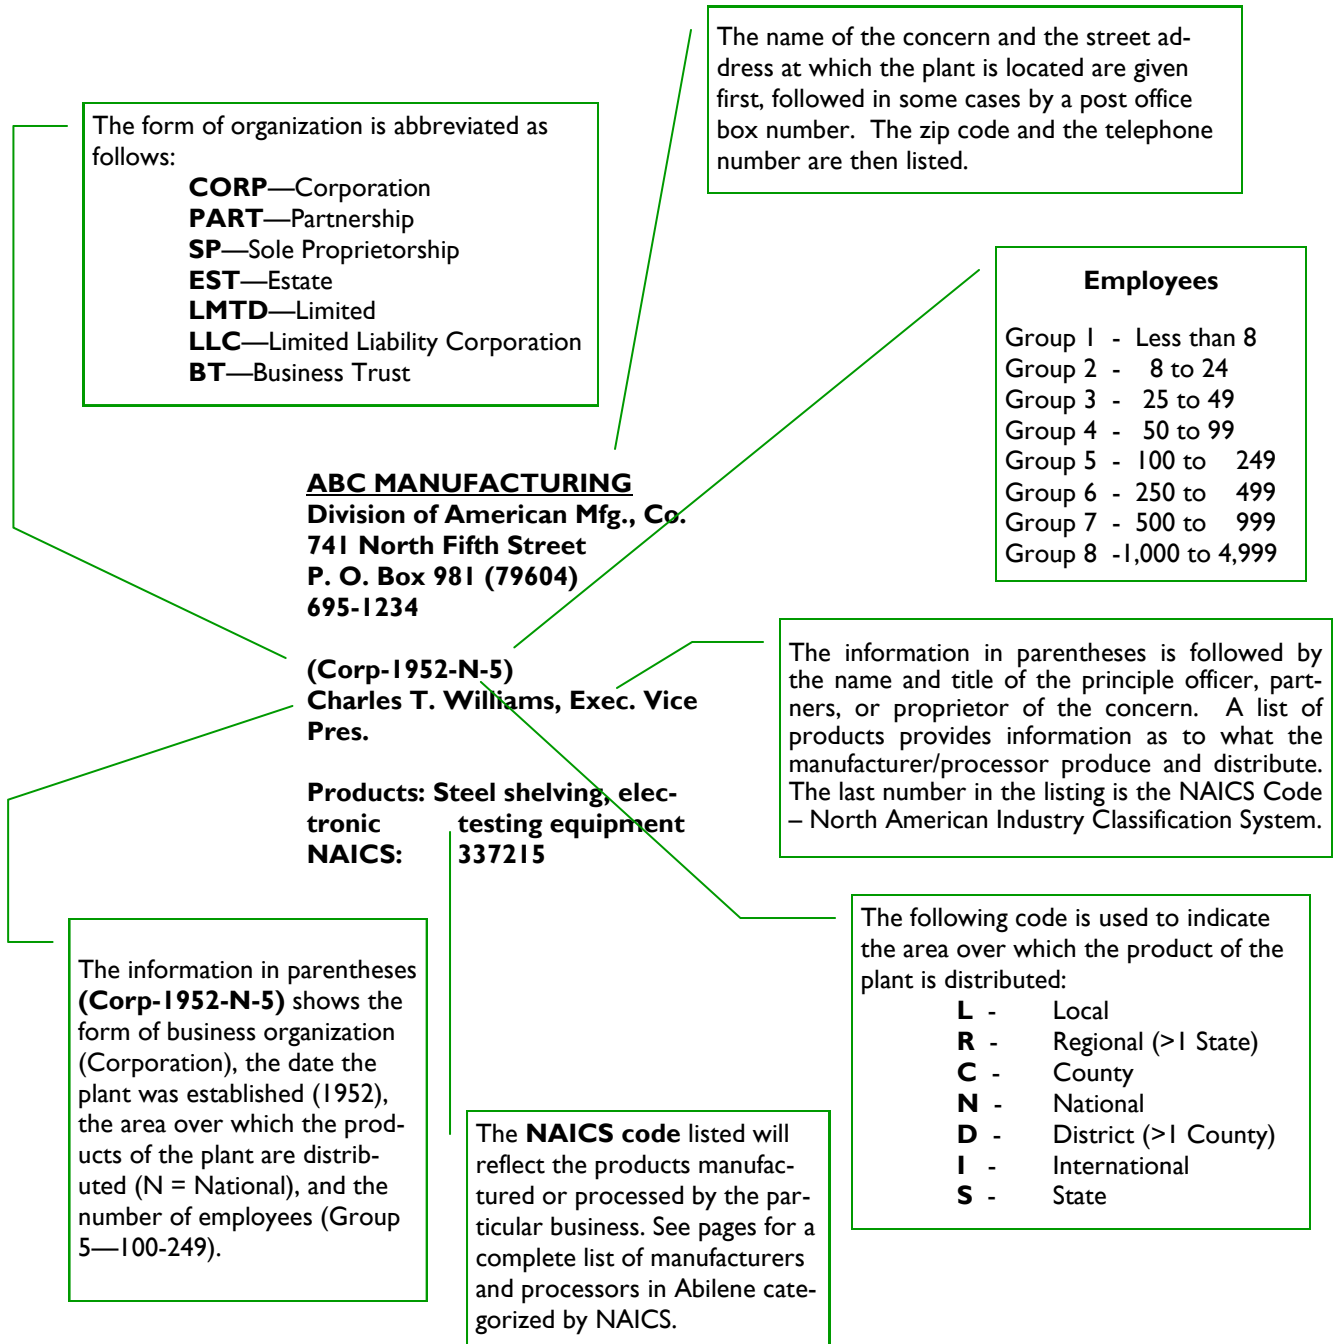 The name of the concern and the street ad-
dress at which the plant is located are given
first, followed in some cases by a post office
box number.  The zip code and the telephone
number are then listed.
The form of organization is abbreviated as
follows:
CORP—Corporation
PART—Partnership
SP—Sole Proprietorship
EST—Estate
LMTD—Limited
LLC—Limited Liability Corporation
BT—Business Trust
Employees
Group 1 - Less than 8
Group 2 - 8 to 24
Group 3 - 25 to 49
Group 4 - 50 to 99
Group 5 - 100 to 249
Group 6 - 250 to 499
Group 7 - 500 to 999
Group 8 -1,000 to 4,999
ABC MANUFACTURING
Division of American Mfg., Co.
741 North Fifth Street
P. O. Box 981 (79604)
695-1234
(Corp-1952-N-5)
Charles T. Williams, Exec. Vice
Pres.
Products: Steel shelving, elec-
tronic testing equipment
NAICS: 337215
The information in parentheses is followed by
the name and title of the principle officer, part-
ners, or proprietor of the concern.  A list of
products provides information as to what the
manufacturer/processor produce and distribute.
The last number in the listing is the NAICS Code
– North American Industry Classification System.
The information in parentheses
(Corp-1952-N-5) shows the
form of business organization
(Corporation), the date the
plant was established (1952),
the area over which the prod-
ucts of the plant are distrib-
uted (N = National), and the
number of employees (Group
5—100-249).
The NAICS code listed will
reflect the products manufac-
tured or processed by the par-
ticular business. See pages for a
complete list of manufacturers
and processors in Abilene cate-
gorized by NAICS.
The following code is used to indicate
the area over which the product of the
plant is distributed:
L - Local
R - Regional (>1 State)
C - County
N - National
D - District (>1 County)
I - International
S - State